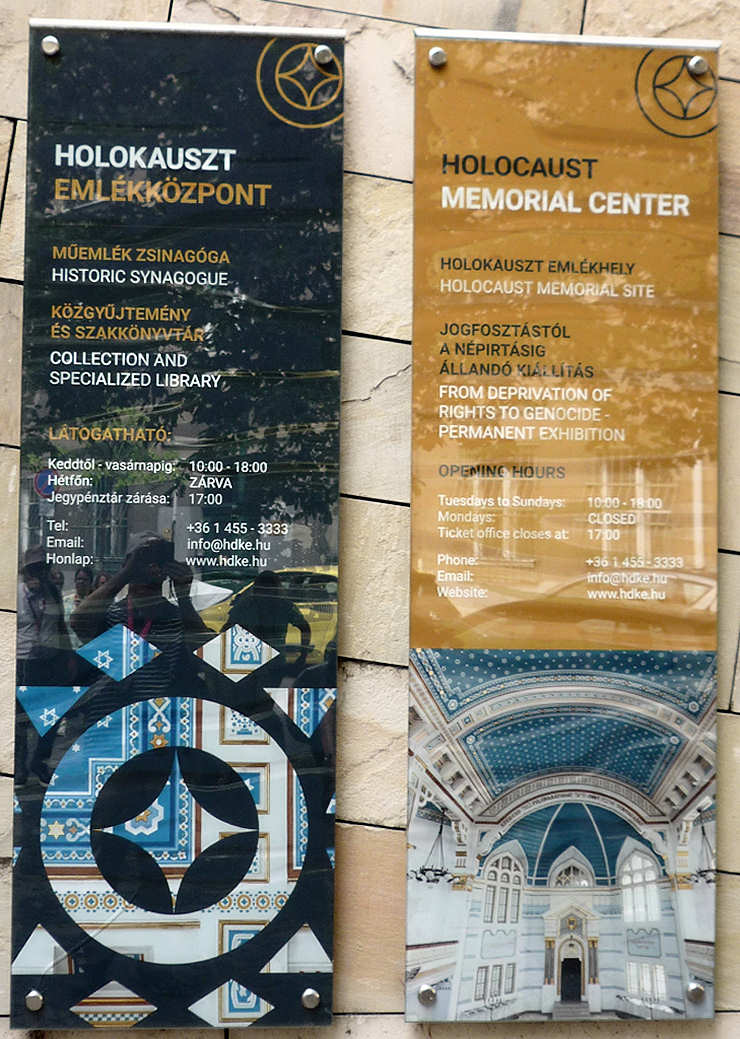 HOLOKAUSZT
EMLÉKKÖZPONT
MŰEMLÉK ZSINAGÓGA
HISTORIC SYNAGOGUE
KÖZGYŰJTEMÉNY
ÉS SZAKKÖNYVTÁR
COLLECTION AND
SPECIALIZED LIBRARY
LÁTOGATHATÓ:
Keddtől - vasárnapig: 10:00 - 18:00
Hétfőn: ZÁRVA
Jegypénztár zárása: 17:00
Tel: +36 1 455 - 3333
Email: info@hdke.hu
Honlap: www.hdke.hu
HOLOCAUST
MEMORIAL CENTER
HOLOKAUSZT EMLÉKHELY
HOLOCAUST MEMORIAL SITE
JOGFOSZTÁSTÓL
A NÉPIRTÁSIG
ÁLLANDÓ KIÁLLÍTÁS
FROM DEPRIVATION OF
RIGHTS TO GENOCIDE -
PERMANENT EXHIBITION
OPENING HOURS
Tuesdays to Sundays: 10:00 - 18:00
Mondays: CLOSED
Ticket office closes at: 17:00
Phone: +36 1 455 - 3333
Email: info@hdke.hu
Website: www.hdke.hu